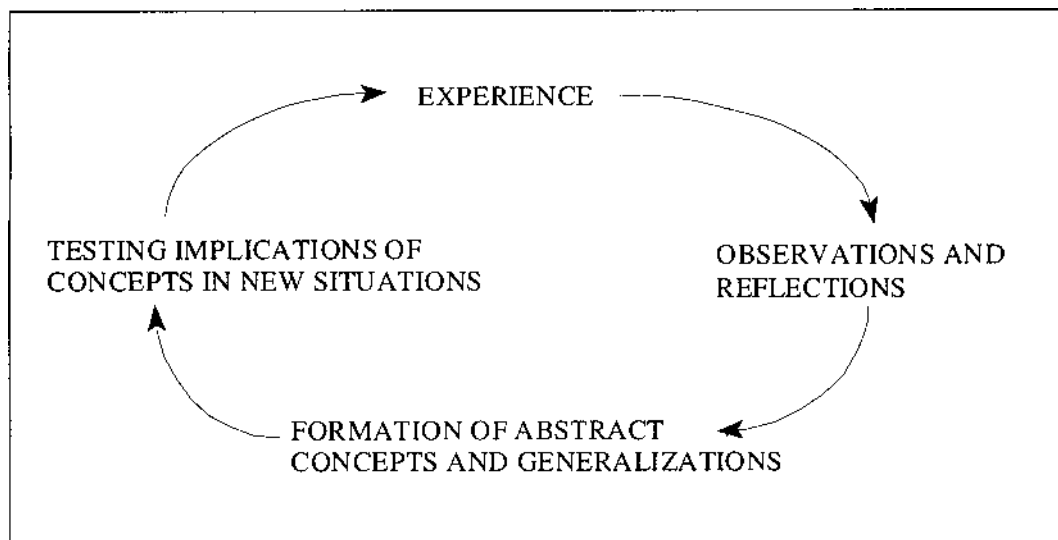 EXPERIENCE
TESTING IMPLICATIONS OF
CONCEPTS IN NEW SITUATIONS
OBSERVATIONS AND
REFLECTIONS
FORMATION OF ABSTRACT
CONCEPTS AND GENERALIZATIONS